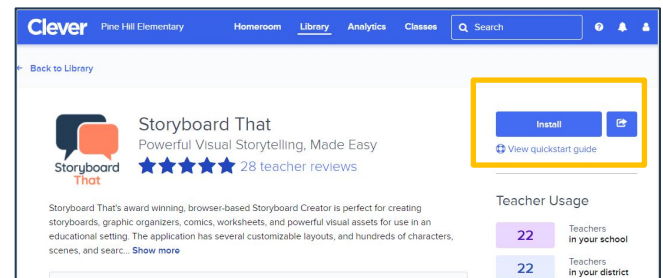 Clever Pine Hill Elementary Homeroom Library Analytics Classes Search
← Back to Library
Storyboard That
Powerful Visual Storytelling, Made Easy
28 teacher reviews
Storyboard
That
Install
View quickstart guide
Storyboard That's award winning, browser-based Storyboard Creator is perfect for creating
storyboards, graphic organizers, comics, worksheets, and powerful visual assets for use in an
educational setting. The application has several customizable layouts, and hundreds of characters,
scenes, and searc... Show more
Teacher Usage
22 Teachers
in your school
22 Teachers
in your district